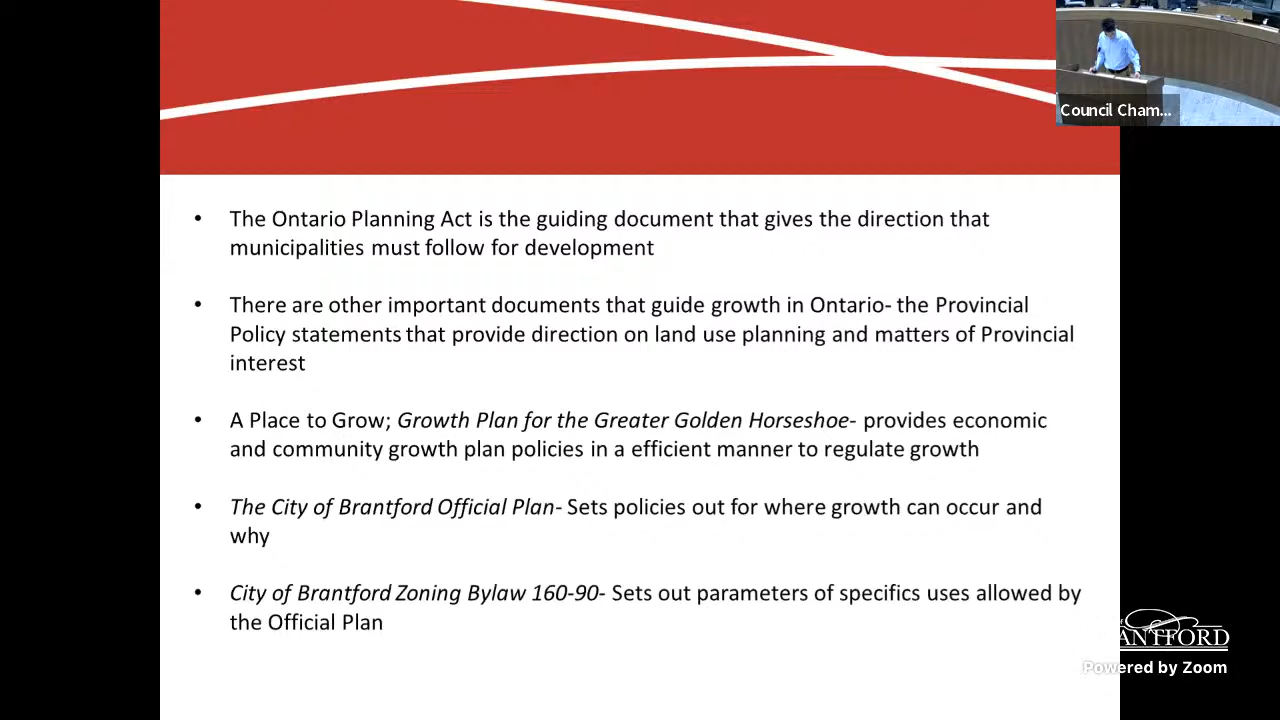 Council Cham...
• The Ontario Planning Act is the guiding document that gives the direction that
municipalities must follow for development
• There are other important documents that guide growth in Ontario- the Provincial
Policy statements that provide direction on land use planning and matters of Provincial
interest
• A Place to Grow; Growth Plan for the Greater Golden Horseshoe- provides economic
and community growth plan policies in a efficient manner to regulate growth
• The City of Brantford Official Plan- Sets policies out for where growth can occur and
why
• City of Brantford Zoning Bylaw 160-90- Sets out parameters of specifics uses allowed by
the Official Plan
ANTFORD
Powered by Zoom